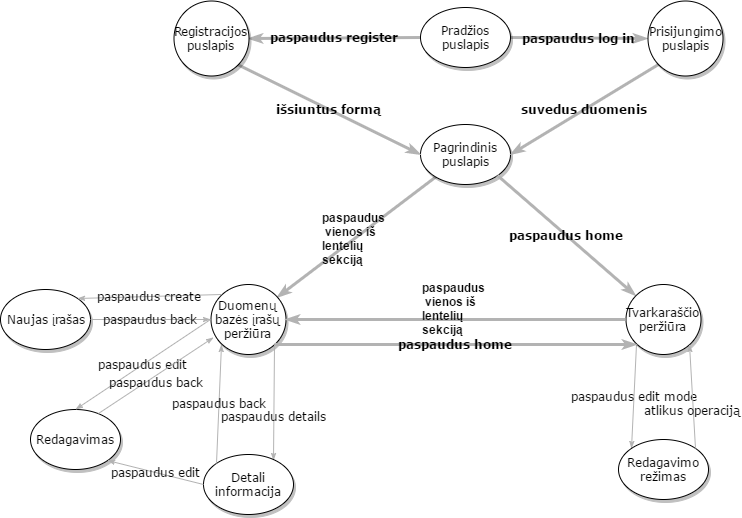 Registracijos
puslapis
paspaudus register
Pradžios
puslapis
paspaudus log in
Prisijungimo
puslapis
išsiuntus formą
suvedus duomenis
Pagrindinis
puslapis
paspaudus
vienos iš
lentelių
sekciją
paspaudus home
paspaudus
vienos iš
lentelių
sekciją
paspaudus home
Naujas įrašas
paspaudus create
paspaudus back
Duomenų
bazės įrašų
peržiūra
Tvarkaraščio
peržiūra
paspaudus edit
paspaudus back
paspaudus back
paspaudus details
paspaudus edit mode
atlikus operaciją
Redagavimas
paspaudus edit
Detali
informacija
Redagavimo
režimas